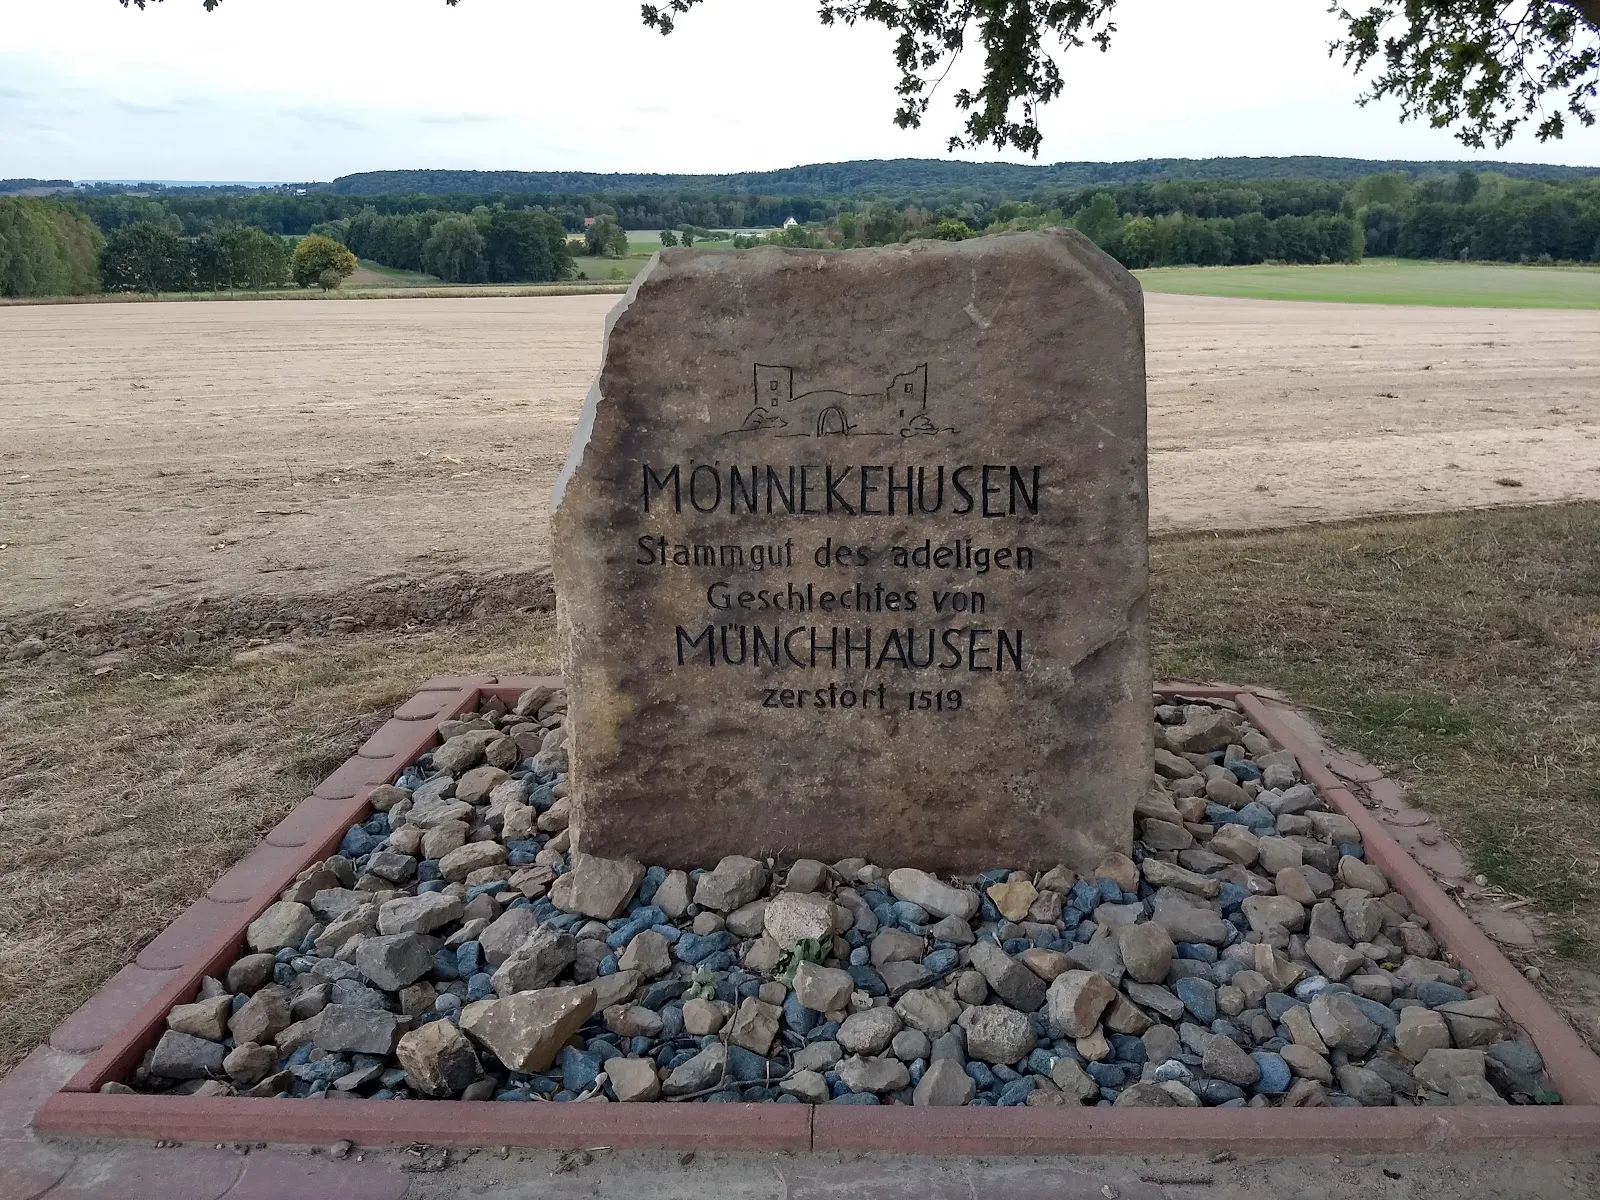 MÖNNEKEHUSEN
Stammgut des adeligen
Geschlechtes von
MÜNCHHAUSEN
zerstört 1519